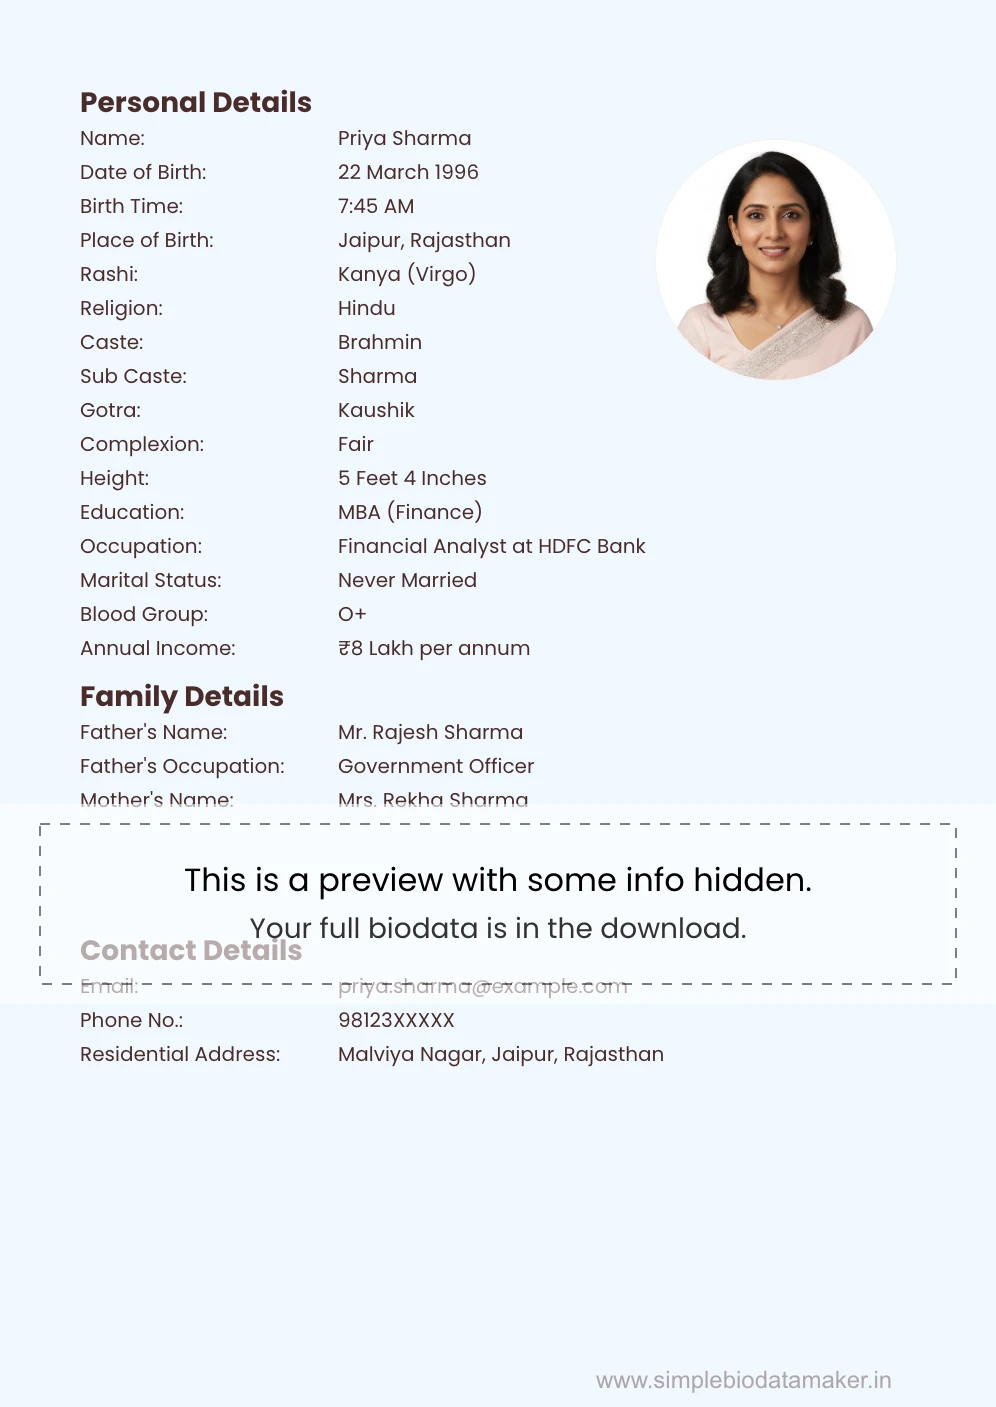 Personal Details
Name: Priya Sharma
Date of Birth: 22 March 1996
Birth Time: 7:45 AM
Place of Birth: Jaipur, Rajasthan
Rashi: Kanya (Virgo)
Religion: Hindu
Caste: Brahmin
Sub Caste: Sharma
Gotra: Kaushik
Complexion: Fair
Height: 5 Feet 4 Inches
Education: MBA (Finance)
Occupation: Financial Analyst at HDFC Bank
Marital Status: Never Married
Blood Group: O+
Annual Income: ₹8 Lakh per annum
Family Details
Father's Name: Mr. Rajesh Sharma
Father's Occupation: Government Officer
Mother's Name: Mrs. Rekha Sharma
This is a preview with some info hidden.
Your full biodata is in the download.
Contact Details
Email: priya.sharma@example.com
Phone No.: 98123XXXXX
Residential Address: Malviya Nagar, Jaipur, Rajasthan
www.simplebiodatamaker.in